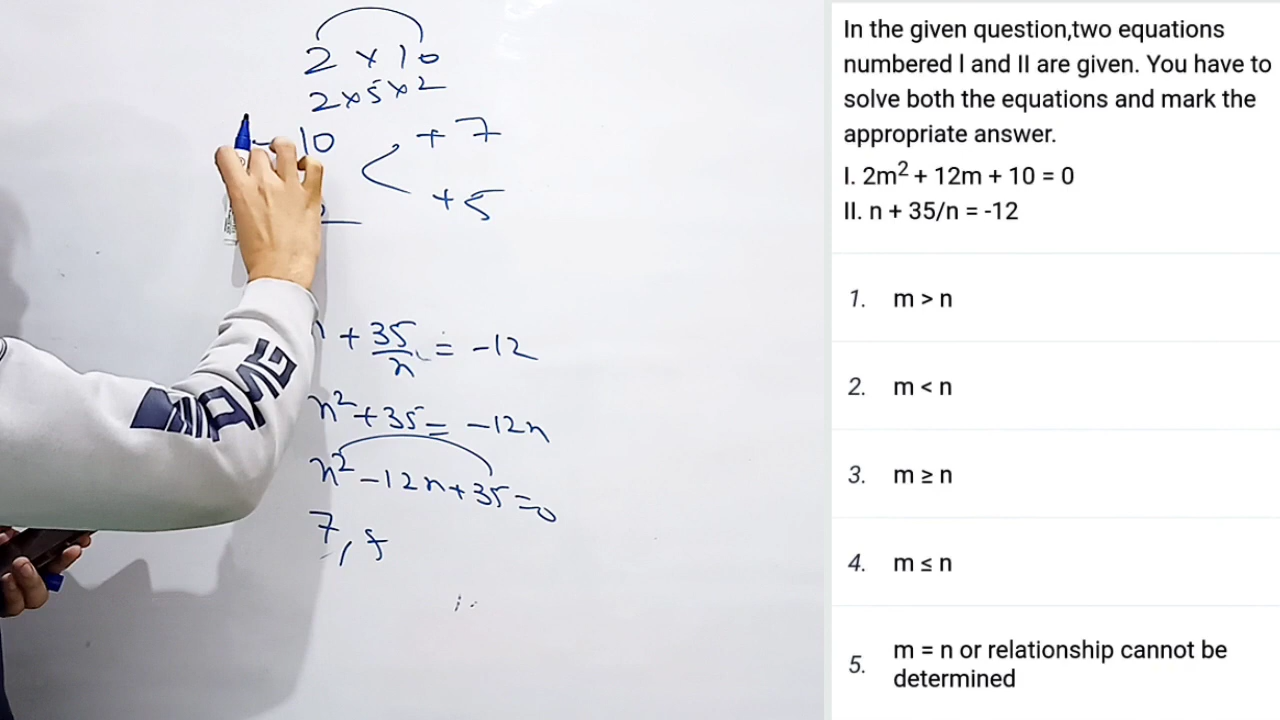 2 × 10
2×5×2
- 10
+ 7
+ 5
+ 35/n = -12
n² + 35 = -12n
n² - 12n + 35 = 0
7, 5
In the given question,two equations
numbered I and II are given. You have to
solve both the equations and mark the
appropriate answer.
I. 2m² + 12m + 10 = 0
II. n + 35/n = -12
1. m > n
2. m < n
3. m ≥ n
4. m ≤ n
5. m = n or relationship cannot be
determined